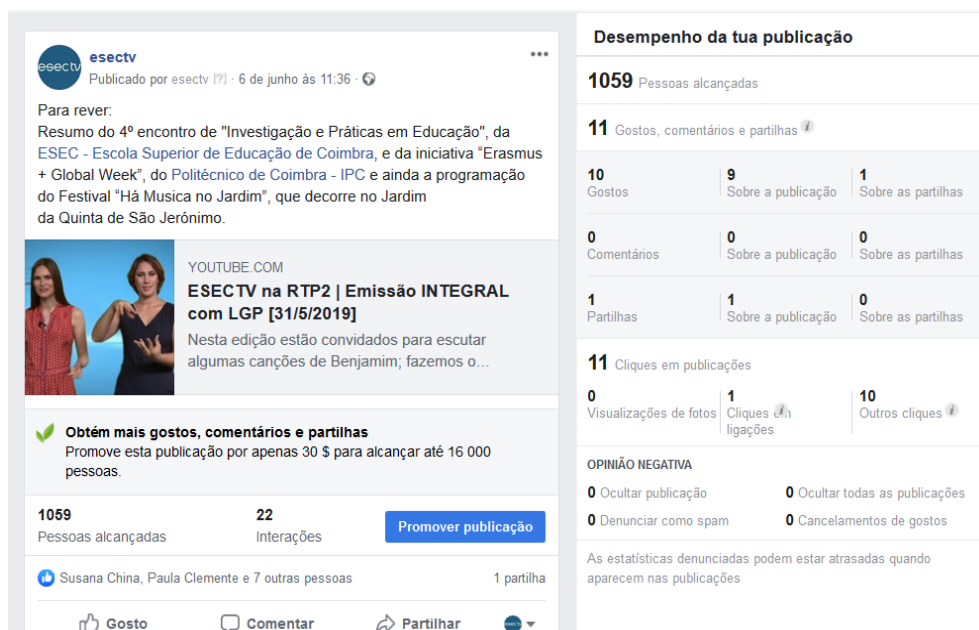 esectv
esectv
•••
Publicado por esectv [?] · 6 de junho às 11:36 ·
Para rever:
Resumo do 4º encontro de "Investigação e Práticas em Educação", da
ESEC - Escola Superior de Educação de Coimbra, e da iniciativa “Erasmus
+ Global Week”, do Politécnico de Coimbra - IPC e ainda a programação
do Festival “Há Musica no Jardim”, que decorre no Jardim
da Quinta de São Jerónimo.
YOUTUBE.COM
ESECTV na RTP2 | Emissão INTEGRAL
com LGP [31/5/2019]
Nesta edição estão convidados para escutar
algumas canções de Benjamim; fazemos o…
Obtém mais gostos, comentários e partilhas
Promove esta publicação por apenas 30 $ para alcançar até 16 000
pessoas.
1059
Pessoas alcançadas
22
Interações
Promover publicação
Susana China, Paula Clemente e 7 outras pessoas
1 partilha
Gosto
Comentar
Partilhar
esectv
Desempenho da tua publicação
1059 Pessoas alcançadas
11 Gostos, comentários e partilhas i
10
Gostos
9
Sobre a publicação
1
Sobre as partilhas
0
Comentários
0
Sobre a publicação
0
Sobre as partilhas
1
Partilhas
1
Sobre a publicação
0
Sobre as partilhas
11 Cliques em publicações
0
Visualizações de fotos
1
Cliques em i
ligações
10
Outros cliques i
OPINIÃO NEGATIVA
0 Ocultar publicação
0 Ocultar todas as publicações
0 Denunciar como spam
0 Cancelamentos de gostos
As estatísticas denunciadas podem estar atrasadas quando
aparecem nas publicações